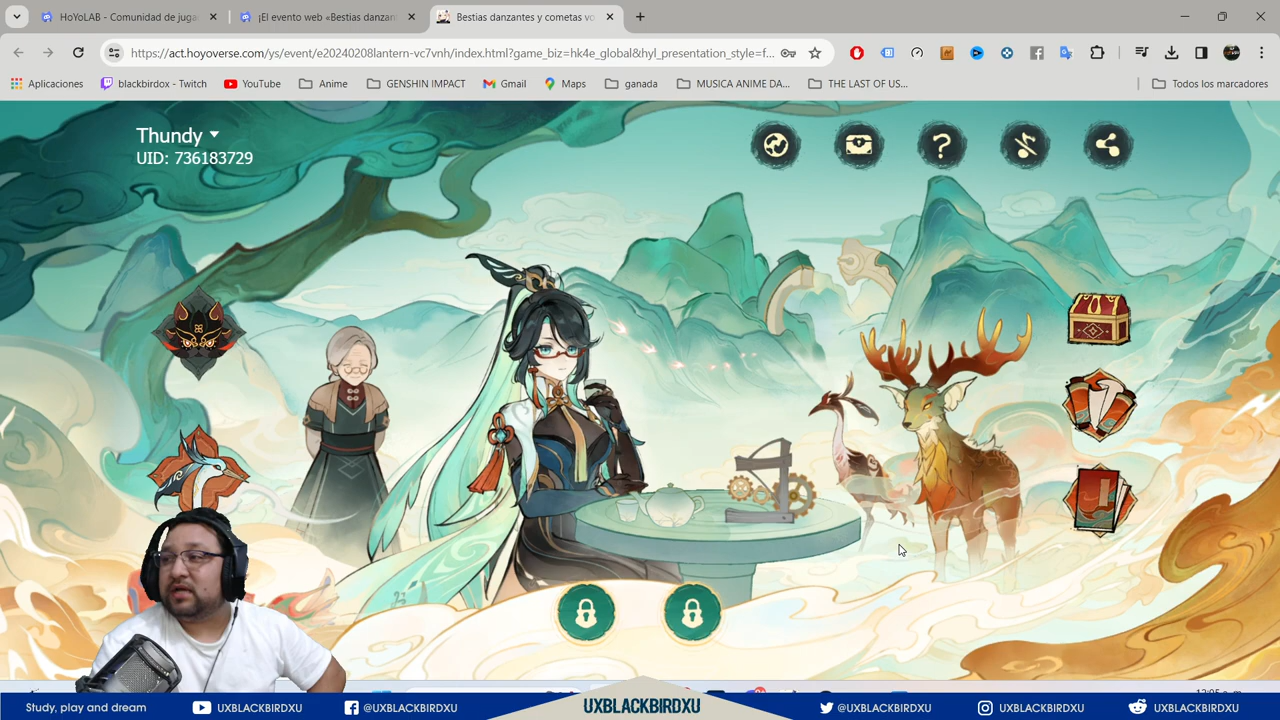 HoYoLAB - Comunidad de juga
¡El evento web «Bestias danzant
Bestias danzantes y cometas vo
https://act.hoyoverse.com/ys/event/e20240208lantern-vc7vnh/index.html?game_biz=hk4e_global&hyl_presentation_style=f...
Aplicaciones
blackbirdox - Twitch
YouTube
Anime
GENSHIN IMPACT
Gmail
Maps
ganada
MUSICA ANIME DA...
THE LAST OF US...
Todos los marcadores
Thundy
UID: 736183729
?
Study, play and dream
UXBLACKBIRDXU
@UXBLACKBIRDXU
UXBLACKBIRDXU
@UXBLACKBIRDXU
UXBLACKBIRDXU
UXBLACKBIRDXU